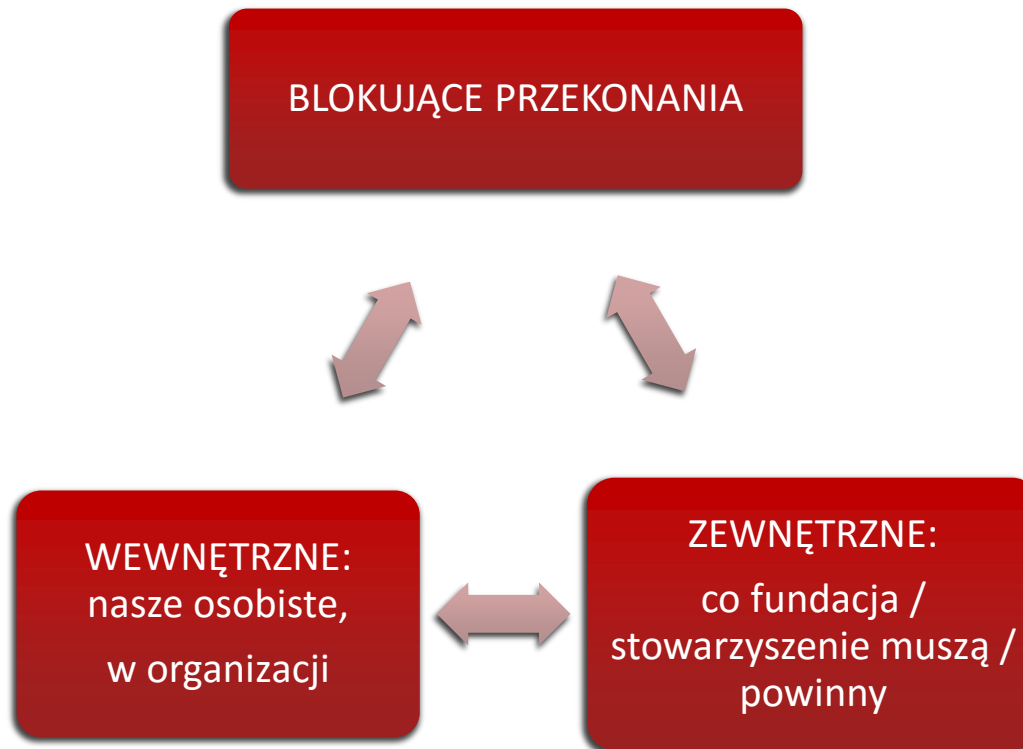 BLOKUJĄCE PRZEKONANIA
WEWNĘTRZNE:
nasze osobiste,
w organizacji
ZEWNĘTRZNE:
co fundacja /
stowarzyszenie muszą /
powinny